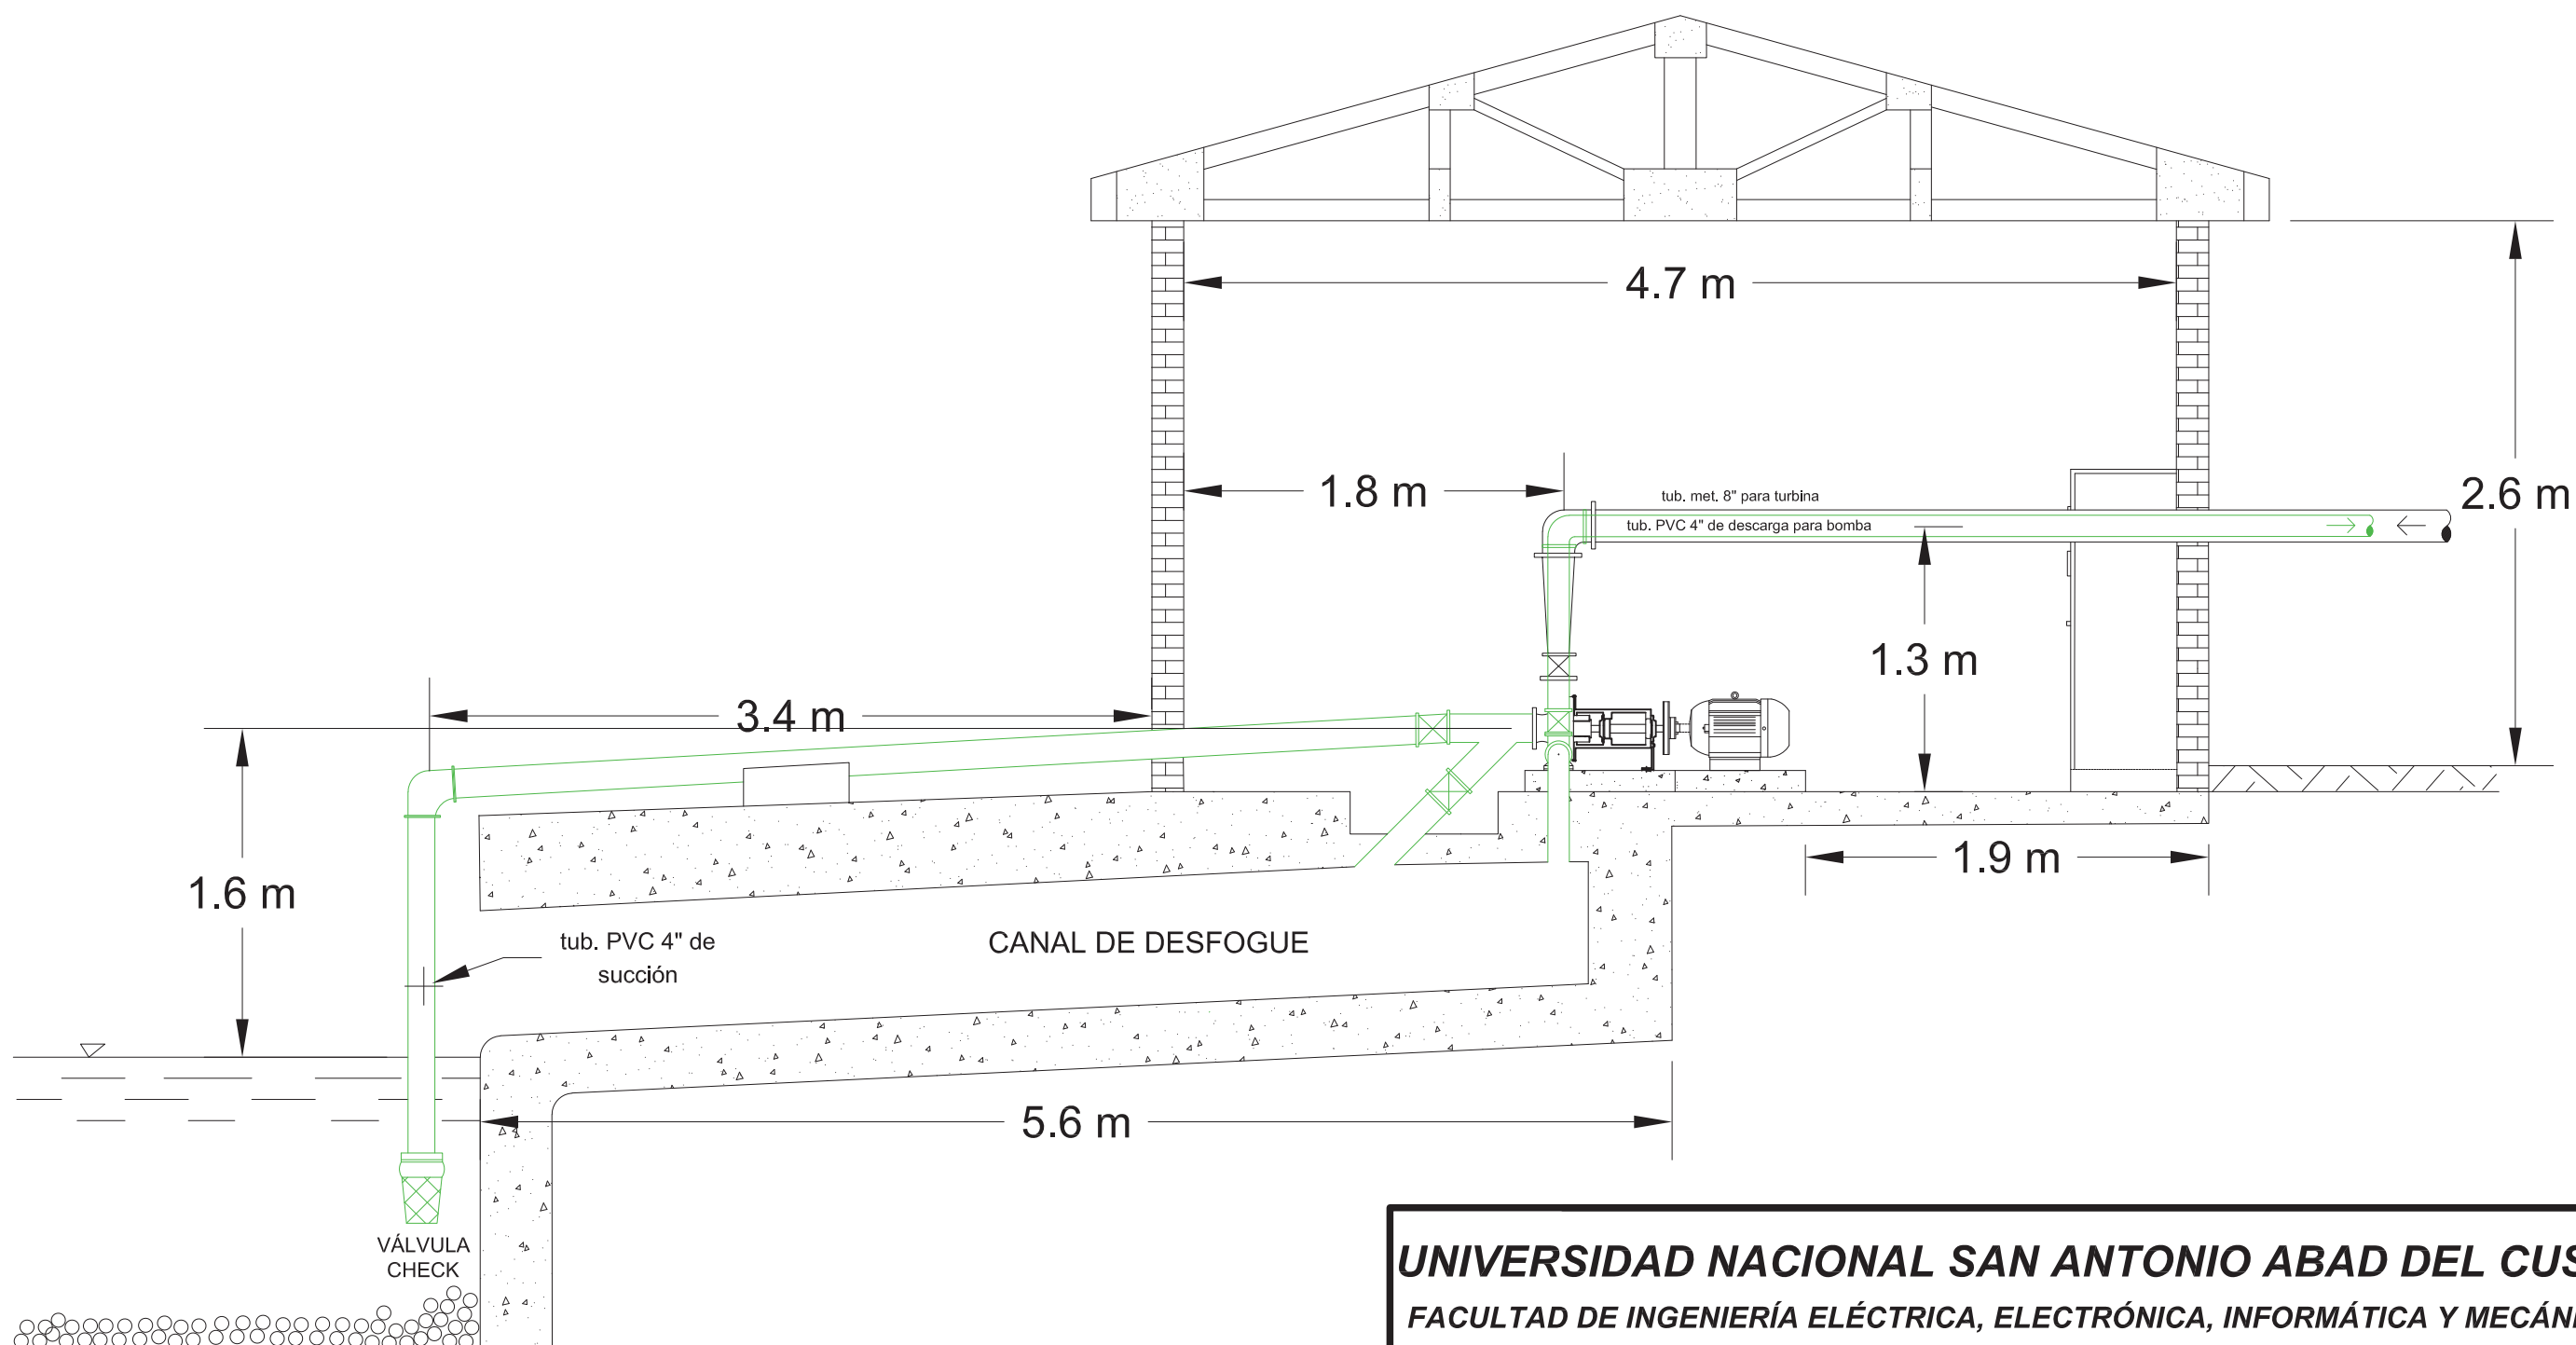 4.7 m
1.8 m
tub. met. 8" para turbina
2.6 m
tub. PVC 4" de descarga para bomba
1.3 m
3.4 m
1.9 m
1.6 m
tub. PVC 4" de
succión
CANAL DE DESFOGUE
5.6 m
VÁLVULA
CHECK
UNIVERSIDAD NACIONAL SAN ANTONIO ABAD DEL CUS
FACULTAD DE INGENIERÍA ELÉCTRICA, ELECTRÓNICA, INFORMÁTICA Y MECÁN